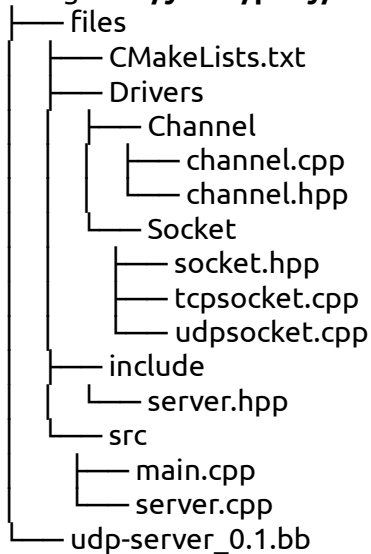 files
CMakeLists.txt
Drivers
Channel
channel.cpp
channel.hpp
Socket
socket.hpp
tcpsocket.cpp
udpsocket.cpp
include
server.hpp
src
main.cpp
server.cpp
udp-server_0.1.bb